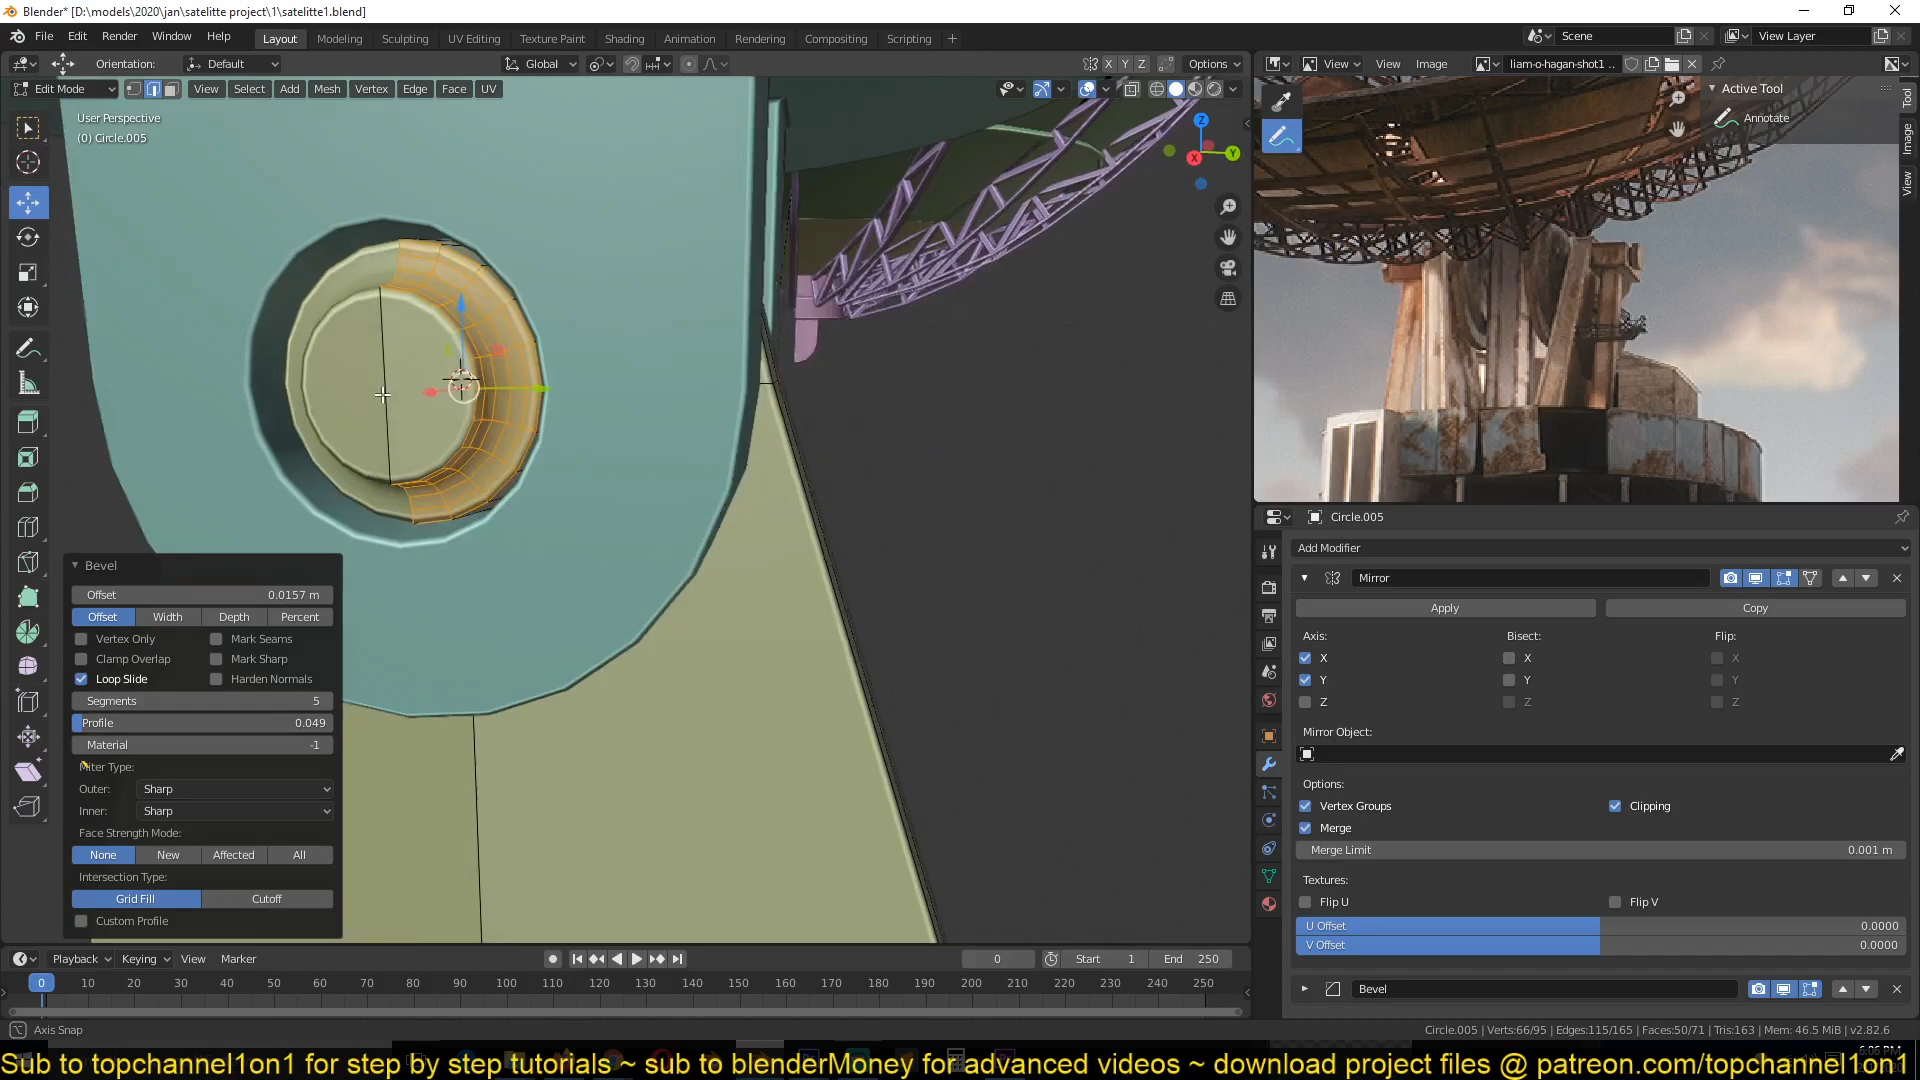 Blender* [D:\models\2020\jan\satelitte project\1\satelitte1.blend]
File Edit Render Window Help
Layout Modeling Sculpting UV Editing Texture Paint Shading Animation Rendering Compositing Scripting
Scene
View Layer
Orientation: Default
Global
X Y Z
Options
View View Image
liam-o-hagan-shot1 ..
Edit Mode
View Select Add Mesh Vertex Edge Face UV
Active Tool
Annotate
Tool
Image
View
User Perspective
(0) Circle.005
Z
Y
X
Bevel
Offset 0.0157 m
Offset Width Depth Percent
Vertex Only Mark Seams
Clamp Overlap Mark Sharp
Loop Slide Harden Normals
Segments 5
Profile 0.049
Material -1
Miter Type:
Outer: Sharp
Inner: Sharp
Face Strength Mode:
None New Affected All
Intersection Type:
Grid Fill Cutoff
Custom Profile
Circle.005
Add Modifier
Mirror
Apply Copy
Axis: Bisect: Flip:
X X X
Y Y Y
Z Z Z
Mirror Object:
Options:
Vertex Groups Clipping
Merge
Merge Limit 0.001 m
Textures:
Flip U Flip V
U Offset 0.0000
V Offset 0.0000
Bevel
Playback Keying View Marker
0
Start 1
End 250
0 10 20 30 40 50 60 70 80 90 100 110 120 130 140 150 160 170 180 190 200 210 220 230 240 250
Axis Snap
Circle.005 | Verts:66/95 | Edges:115/165 | Faces:50/71 | Tris:163 | Mem: 46.5 MiB | v2.82.6
6:06 PM
Sub to topchannel1on1 for step by step tutorials ~ sub to blenderMoney for advanced videos ~ download project files @ patreon.com/topchannel1on1